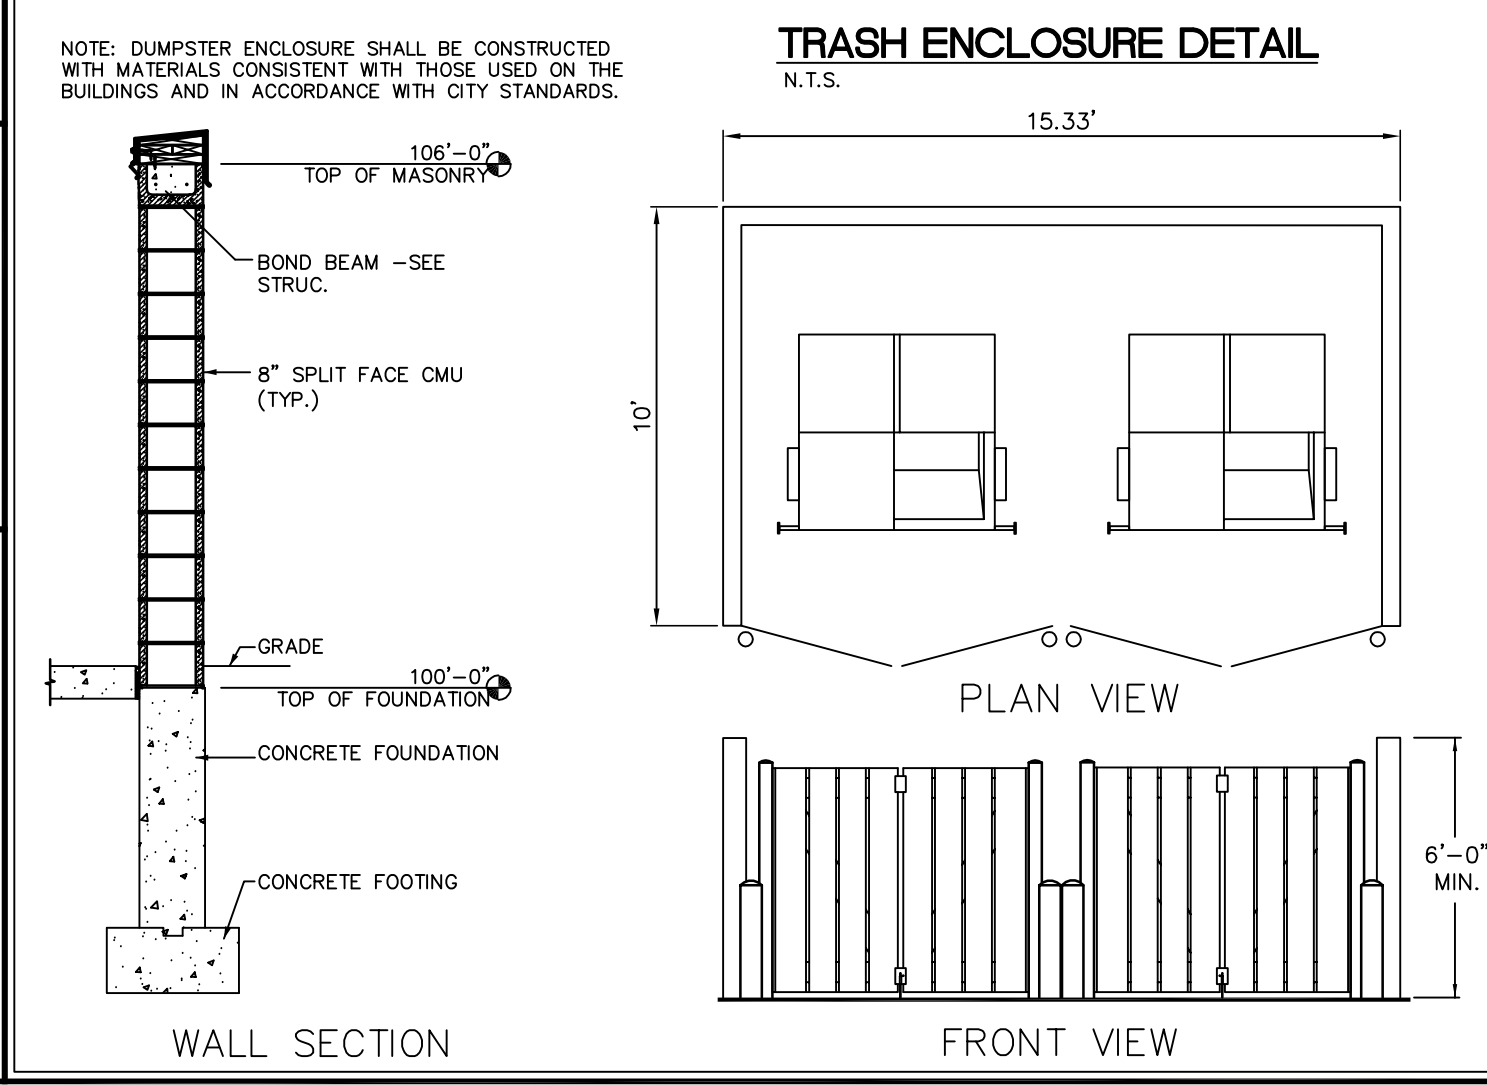 NOTE: DUMPSTER ENCLOSURE SHALL BE CONSTRUCTED
WITH MATERIALS CONSISTENT WITH THOSE USED ON THE
BUILDINGS AND IN ACCORDANCE WITH CITY STANDARDS.
TRASH ENCLOSURE DETAIL
N.T.S.
106'-0"
TOP OF MASONRY
BOND BEAM -SEE
STRUC.
8" SPLIT FACE CMU
(TYP.)
GRADE
100'-0"
TOP OF FOUNDATION
CONCRETE FOUNDATION
CONCRETE FOOTING
WALL SECTION
15.33'
10'
PLAN VIEW
6'-0"
MIN.
FRONT VIEW